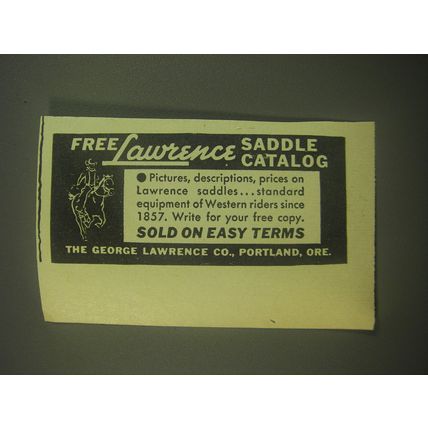 FREE Lawrence SADDLE CATALOG
● Pictures, descriptions, prices on
Lawrence saddles...standard
equipment of Western riders since
1857. Write for your free copy.
SOLD ON EASY TERMS
THE GEORGE LAWRENCE CO., PORTLAND, ORE.